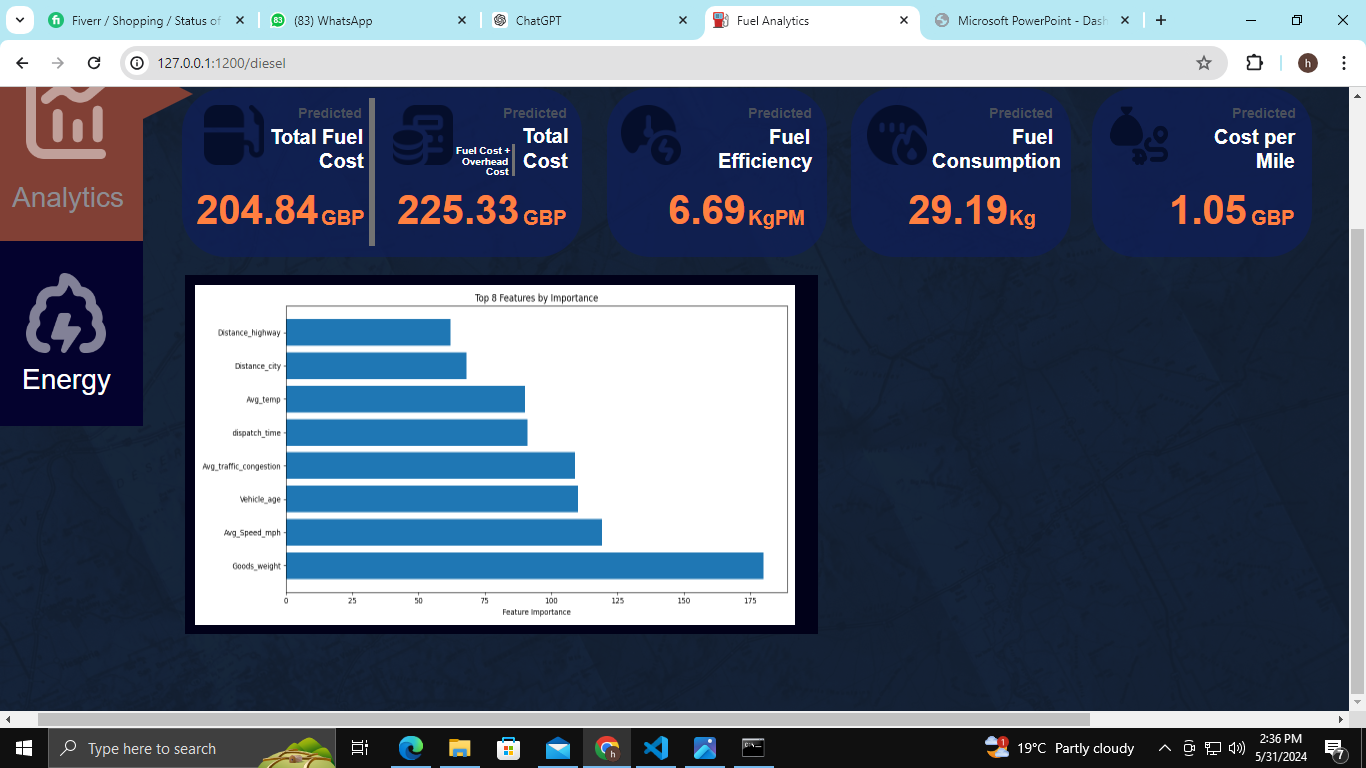 Fiverr / Shopping / Status of
(83) WhatsApp
ChatGPT
Fuel Analytics
Microsoft PowerPoint - Dash
127.0.0.1:1200/diesel
h
Analytics
Energy
Predicted
Total Fuel
Cost
204.84 GBP
Predicted
Total
Cost
Fuel Cost +
Overhead
Cost
225.33 GBP
Predicted
Fuel
Efficiency
6.69 KgPM
Predicted
Fuel
Consumption
29.19 Kg
Predicted
Cost per
Mile
1.05 GBP
Top 8 Features by Importance
Distance_highway
Distance_city
Avg_temp
dispatch_time
Avg_traffic_congestion
Vehicle_age
Avg_Speed_mph
Goods_weight
0 25 50 75 100 125 150 175
Feature Importance
Type here to search
1
19°C Partly cloudy
2:36 PM
5/31/2024
7